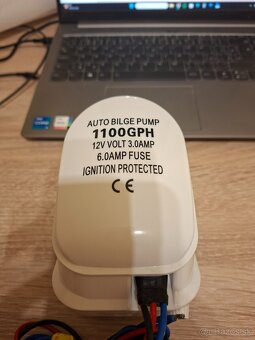 AUTO BILGE PUMP
1100GPH
12V VOLT 3.0AMP
6.0AMP FUSE
IGNITION PROTECTED
CE